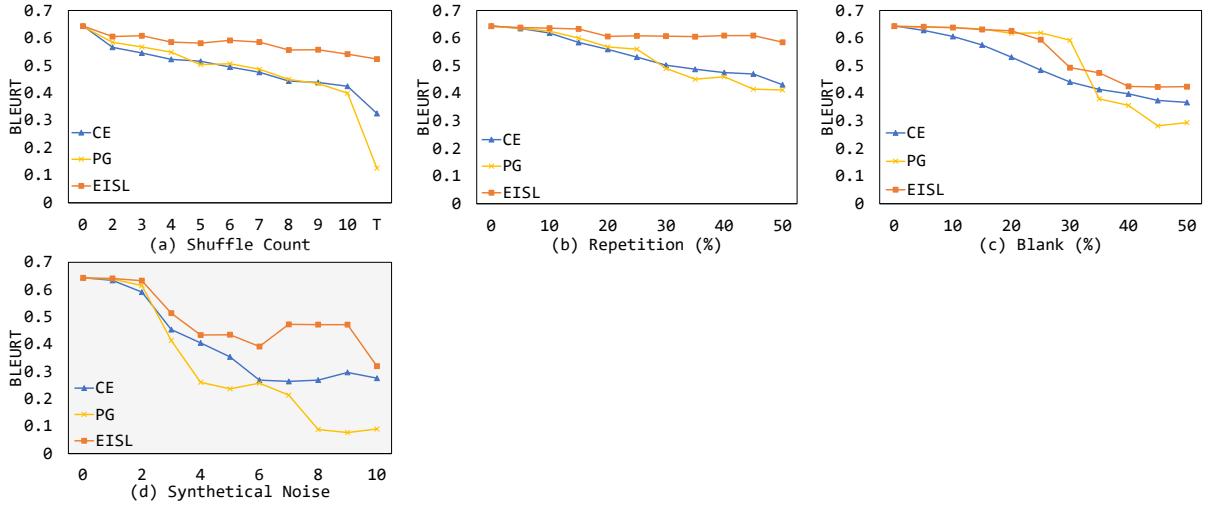 0.7
0.6
0.5
0.4
0.3
0.2
0.1
0
BLEURT
CE
PG
EISL
0 2 3 4 5 6 7 8 9 10 T
(a) Shuffle Count
0.7
0.6
0.5
0.4
0.3
0.2
0.1
0
BLEURT
CE
PG
EISL
0 10 20 30 40 50
(b) Repetition (%)
0.7
0.6
0.5
0.4
0.3
0.2
0.1
0
BLEURT
CE
PG
EISL
0 10 20 30 40 50
(c) Blank (%)
0.7
0.6
0.5
0.4
0.3
0.2
0.1
0
BLEURT
CE
PG
EISL
0 2 4 6 8 10
(d) Synthetical Noise